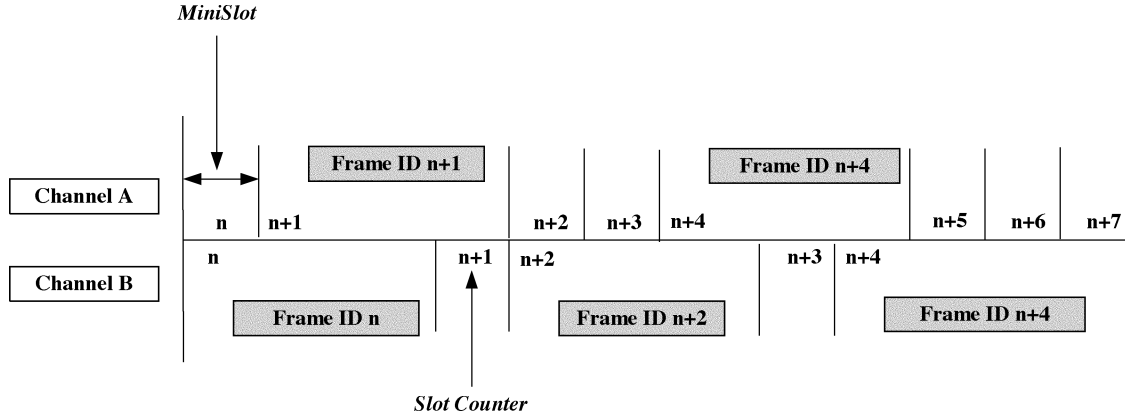 MiniSlot
Frame ID n+1
Frame ID n+4
Channel A
n
n+1
n+2
n+3
n+4
n+5
n+6
n+7
n
n+1
n+2
n+3
n+4
Channel B
Frame ID n
Frame ID n+2
Frame ID n+4
Slot Counter